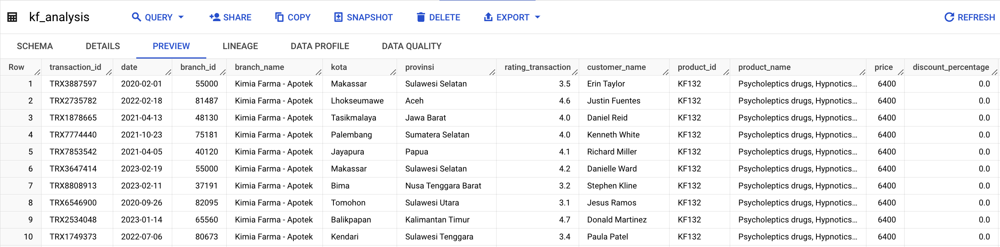 kf_analysis QUERY SHARE COPY SNAPSHOT DELETE EXPORT REFRESH
SCHEMA DETAILS PREVIEW LINEAGE DATA PROFILE DATA QUALITY
Row transaction_id date branch_id branch_name kota provinsi rating_transaction customer_name product_id product_name price discount_percentage
1 TRX3887597 2020-02-01 55000 Kimia Farma - Apotek Makassar Sulawesi Selatan 3.5 Erin Taylor KF132 Psycholeptics drugs, Hypnotics... 6400 0.0
2 TRX2735782 2022-02-18 81487 Kimia Farma - Apotek Lhokseumawe Aceh 4.6 Justin Fuentes KF132 Psycholeptics drugs, Hypnotics... 6400 0.0
3 TRX1878665 2021-04-13 48130 Kimia Farma - Apotek Tasikmalaya Jawa Barat 4.0 Daniel Reid KF132 Psycholeptics drugs, Hypnotics... 6400 0.0
4 TRX7774440 2021-10-23 75181 Kimia Farma - Apotek Palembang Sumatera Selatan 4.0 Kenneth White KF132 Psycholeptics drugs, Hypnotics... 6400 0.0
5 TRX7853542 2021-04-05 40120 Kimia Farma - Apotek Jayapura Papua 4.1 Richard Miller KF132 Psycholeptics drugs, Hypnotics... 6400 0.0
6 TRX3647414 2023-02-19 55000 Kimia Farma - Apotek Makassar Sulawesi Selatan 4.2 Danielle Ward KF132 Psycholeptics drugs, Hypnotics... 6400 0.0
7 TRX8808913 2023-02-11 37191 Kimia Farma - Apotek Bima Nusa Tenggara Barat 3.2 Stephen Kline KF132 Psycholeptics drugs, Hypnotics... 6400 0.0
8 TRX6546900 2020-09-26 82095 Kimia Farma - Apotek Tomohon Sulawesi Utara 3.1 Jesus Ramos KF132 Psycholeptics drugs, Hypnotics... 6400 0.0
9 TRX2534048 2023-01-14 65560 Kimia Farma - Apotek Balikpapan Kalimantan Timur 4.7 Donald Martinez KF132 Psycholeptics drugs, Hypnotics... 6400 0.0
10 TRX1749373 2022-07-06 80673 Kimia Farma - Apotek Kendari Sulawesi Tenggara 3.4 Paula Patel KF132 Psycholeptics drugs, Hypnotics... 6400 0.0